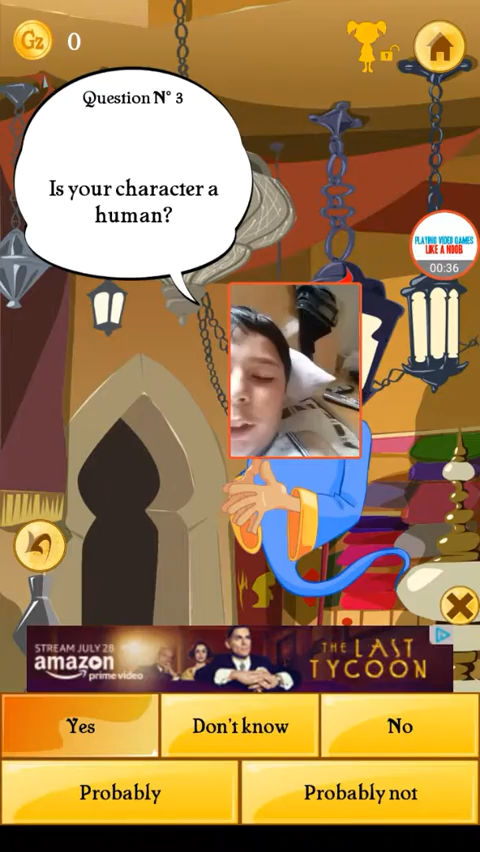 Gz 0
Question N° 3
Is your character a
human?
PLAYING VIDEO GAMES
LIKE A NOOB
00:36
STREAM JULY 28
amazon
prime video
THE LAST
TYCOON
Yes
Don't know
No
Probably
Probably not